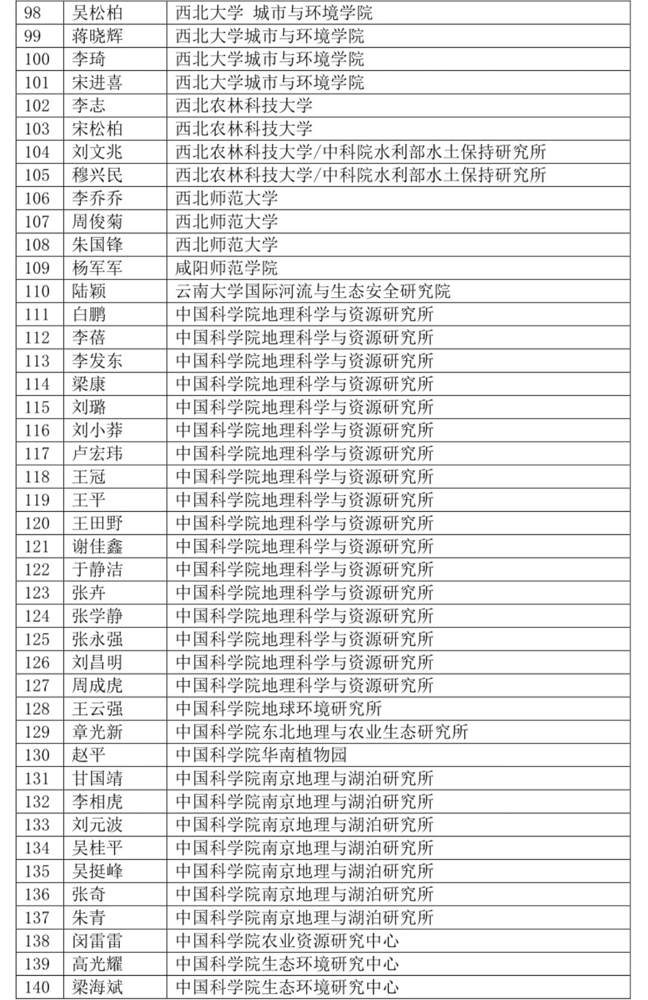 98 吴松柏 西北大学 城市与环境学院
99 蒋晓辉 西北大学城市与环境学院
100 李琦 西北大学城市与环境学院
101 宋进喜 西北大学城市与环境学院
102 李志 西北农林科技大学
103 宋松柏 西北农林科技大学
104 刘文兆 西北农林科技大学/中科院水利部水土保持研究所
105 穆兴民 西北农林科技大学/中科院水利部水土保持研究所
106 李乔乔 西北师范大学
107 周俊菊 西北师范大学
108 朱国锋 西北师范大学
109 杨军军 咸阳师范学院
110 陆颖 云南大学国际河流与生态安全研究院
111 白鹏 中国科学院地理科学与资源研究所
112 李蓓 中国科学院地理科学与资源研究所
113 李发东 中国科学院地理科学与资源研究所
114 梁康 中国科学院地理科学与资源研究所
115 刘璐 中国科学院地理科学与资源研究所
116 刘小莽 中国科学院地理科学与资源研究所
117 卢宏玮 中国科学院地理科学与资源研究所
118 王冠 中国科学院地理科学与资源研究所
119 王平 中国科学院地理科学与资源研究所
120 王田野 中国科学院地理科学与资源研究所
121 谢佳鑫 中国科学院地理科学与资源研究所
122 于静洁 中国科学院地理科学与资源研究所
123 张卉 中国科学院地理科学与资源研究所
124 张学静 中国科学院地理科学与资源研究所
125 张永强 中国科学院地理科学与资源研究所
126 刘昌明 中国科学院地理科学与资源研究所
127 周成虎 中国科学院地理科学与资源研究所
128 王云强 中国科学院地球环境研究所
129 章光新 中国科学院东北地理与农业生态研究所
130 赵平 中国科学院华南植物园
131 甘国靖 中国科学院南京地理与湖泊研究所
132 李相虎 中国科学院南京地理与湖泊研究所
133 刘元波 中国科学院南京地理与湖泊研究所
134 吴桂平 中国科学院南京地理与湖泊研究所
135 吴挺峰 中国科学院南京地理与湖泊研究所
136 张奇 中国科学院南京地理与湖泊研究所
137 朱青 中国科学院南京地理与湖泊研究所
138 闵雷雷 中国科学院农业资源研究中心
139 高光耀 中国科学院生态环境研究中心
140 梁海斌 中国科学院生态环境研究中心